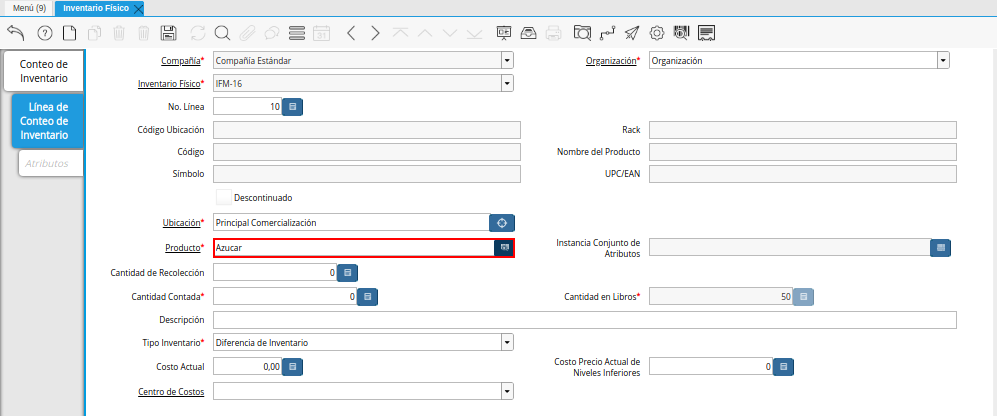 Menú (9)
Inventario Físico
Conteo de
Inventario
Línea de
Conteo de
Inventario
Atributos
Compañía* Compañía Estándar
Organización* Organización
Inventario Físico* IFM-16
No. Línea 10
Código Ubicación
Rack
Código
Nombre del Producto
Símbolo
UPC/EAN
Descontinuado
Ubicación* Principal Comercialización
Producto* Azucar
Instancia Conjunto de
Atributos
Cantidad de Recolección 0
Cantidad Contada* 0
Cantidad en Libros* 50
Descripción
Tipo Inventario* Diferencia de Inventario
Costo Actual 0,00
Costo Precio Actual de
Niveles Inferiores 0
Centro de Costos